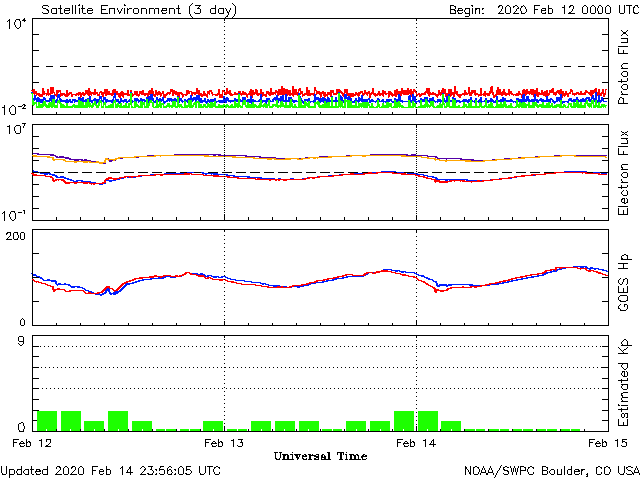 Satellite Environment (3 day) Begin: 2020 Feb 12 0000 UTC
10⁴
Proton Flux
10⁻²
10⁷
Electron Flux
10⁻¹
200
GOES Hp
0
9
Estimated Kp
0
Feb 12 Feb 13 Feb 14 Feb 15
Universal Time
Updated 2020 Feb 14 23:56:05 UTC NOAA/SWPC Boulder, CO USA